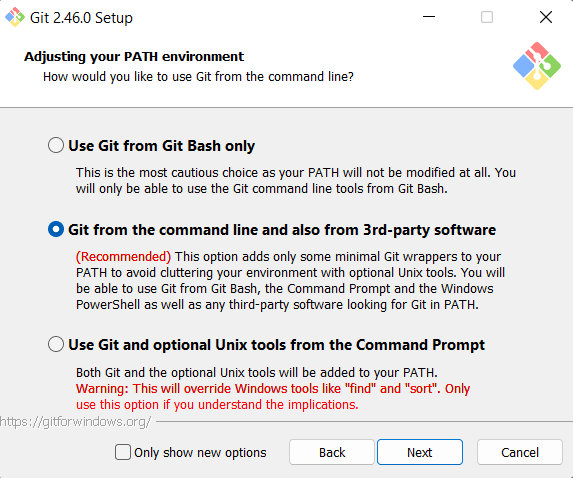 Git 2.46.0 Setup
Adjusting your PATH environment
How would you like to use Git from the command line?
Use Git from Git Bash only
This is the most cautious choice as your PATH will not be modified at all. You
will only be able to use the Git command line tools from Git Bash.
Git from the command line and also from 3rd-party software
(Recommended) This option adds only some minimal Git wrappers to your
PATH to avoid cluttering your environment with optional Unix tools. You will
be able to use Git from Git Bash, the Command Prompt and the Windows
PowerShell as well as any third-party software looking for Git in PATH.
Use Git and optional Unix tools from the Command Prompt
Both Git and the optional Unix tools will be added to your PATH.
Warning: This will override Windows tools like "find" and "sort". Only
use this option if you understand the implications.
https://gitforwindows.org/
Only show new options
Back
Next
Cancel